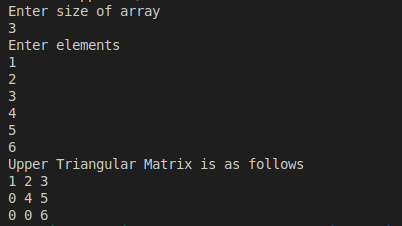 Enter size of array
3
Enter elements
1
2
3
4
5
6
Upper Triangular Matrix is as follows
1 2 3
0 4 5
0 0 6